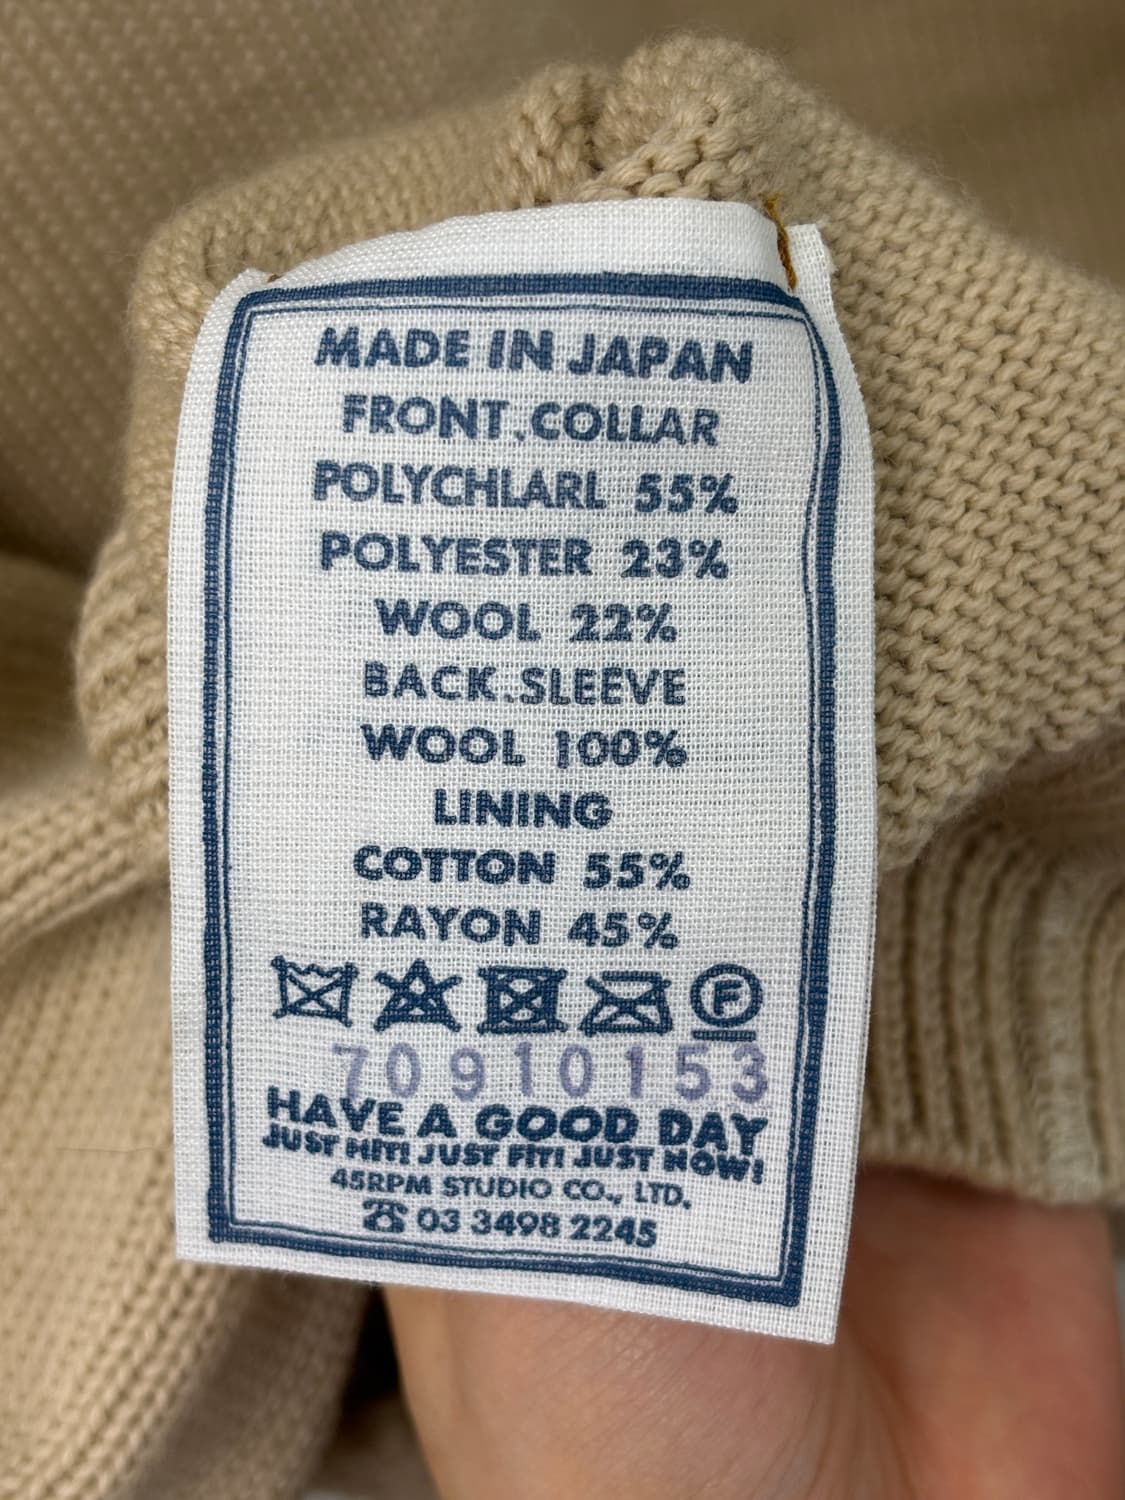 MADE IN JAPAN
FRONT.COLLAR
POLYCHLARL 55%
POLYESTER 23%
WOOL 22%
BACK.SLEEVE
WOOL 100%
LINING
COTTON 55%
RAYON 45%
F
70910153
HAVE A GOOD DAY
JUST HIT! JUST FIT! JUST NOW!
45RPM STUDIO CO., LTD.
☎ 03 3498 2245